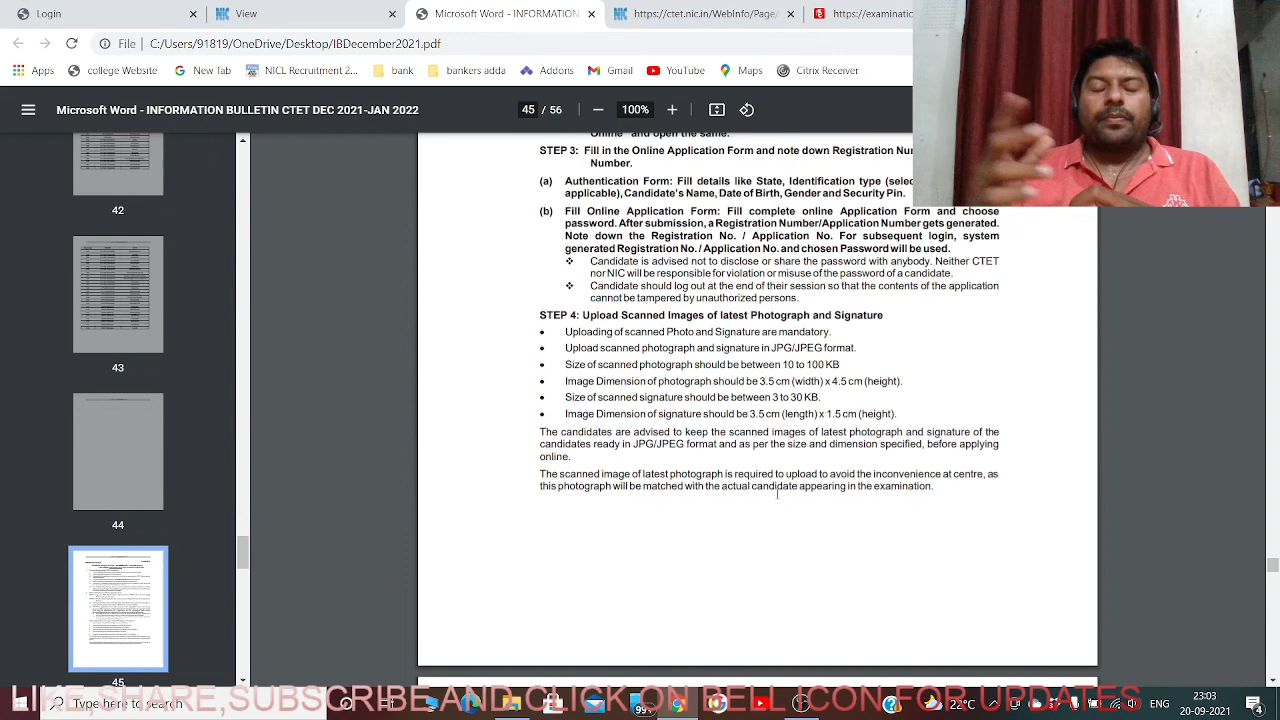 Login
View
Microsoft Word - INFORMATION
https://WebInfo/Page/
https://examinatio
File | C:/Users/91819/OneDrive/Desktop/IBDecember2021.pdf
Apps college Website New Tab NICL Recruitment 2... bank bankers adda Addons Gmail YouTube Maps Citrix Receiver
Microsoft Word - INFORMATION BULLETIN CTET DEC 2021-JAN 2022
45 / 56
100%
42
43
44
45
Online" and open the same.
STEP 3: Fill in the Online Application Form and note down Registration
Number.
(a) Authentication Form: Fill details like State, Identification type
applicable), Candidate's Name, Date of Birth, Gender and Security Pin.
(b) Fill Online Application Form: Fill complete online Application Form and choose
password. After submission, a Registration Number/Application Number gets generated.
Note down the Registration No. / Application No. For subsequent login, system
generated Registration No. / Application No. and chosen Password will be used.
❖ Candidate is advised not to disclose or share the password with anybody. Neither CTET
nor NIC will be responsible for violation or misuse of the password of a candidate.
❖ Candidate should log out at the end of their session so that the contents of the application
cannot be tampered by unauthorized persons.
STEP 4: Upload Scanned Images of latest Photograph and Signature
• Uploading of scanned Photo and Signature are mandatory.
• Upload scanned photograph and signature in JPG/JPEG format.
• Size of scanned photograph should be between 10 to 100 KB
• Image Dimension of photograph should be 3.5 cm (width) x 4.5 cm (height).
• Size of scanned signature should be between 3 to 30 KB.
• Image Dimension of signature should be 3.5 cm (length) x 1.5 cm (height).
The candidates are advised to keep the scanned images of latest photograph and signature of the
candidates ready in JPG/JPEG format and as per the size and dimension specified, before applying
online.
The scanned image of latest photograph is required to upload to avoid the inconvenience at centre, as
this photograph will be matched with the actual candidate appearing in the examination.
LIKE,SHARE,SUBSCRIBE AND CLICK ON BELL ICON FOR UPDATES
Type here to search
ENG
23:03
20-09-2021